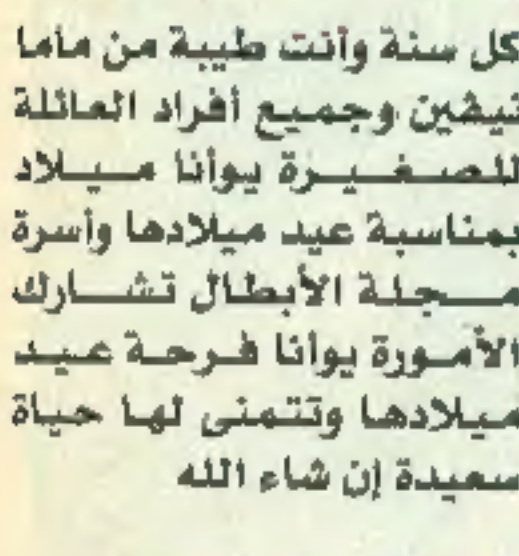 كل سنة وأنت طيبة من ماما
نيفين وجميع أفراد العائلة
للصغيرة يوأنا ميلاد
بمناسبة عيد ميلادها وأسرة
مجلة الأبطال تشارك
الأمورة يوأنا فرحة عيد
ميلادها وتتمنى لها حياة
سعيدة إن شاء الله